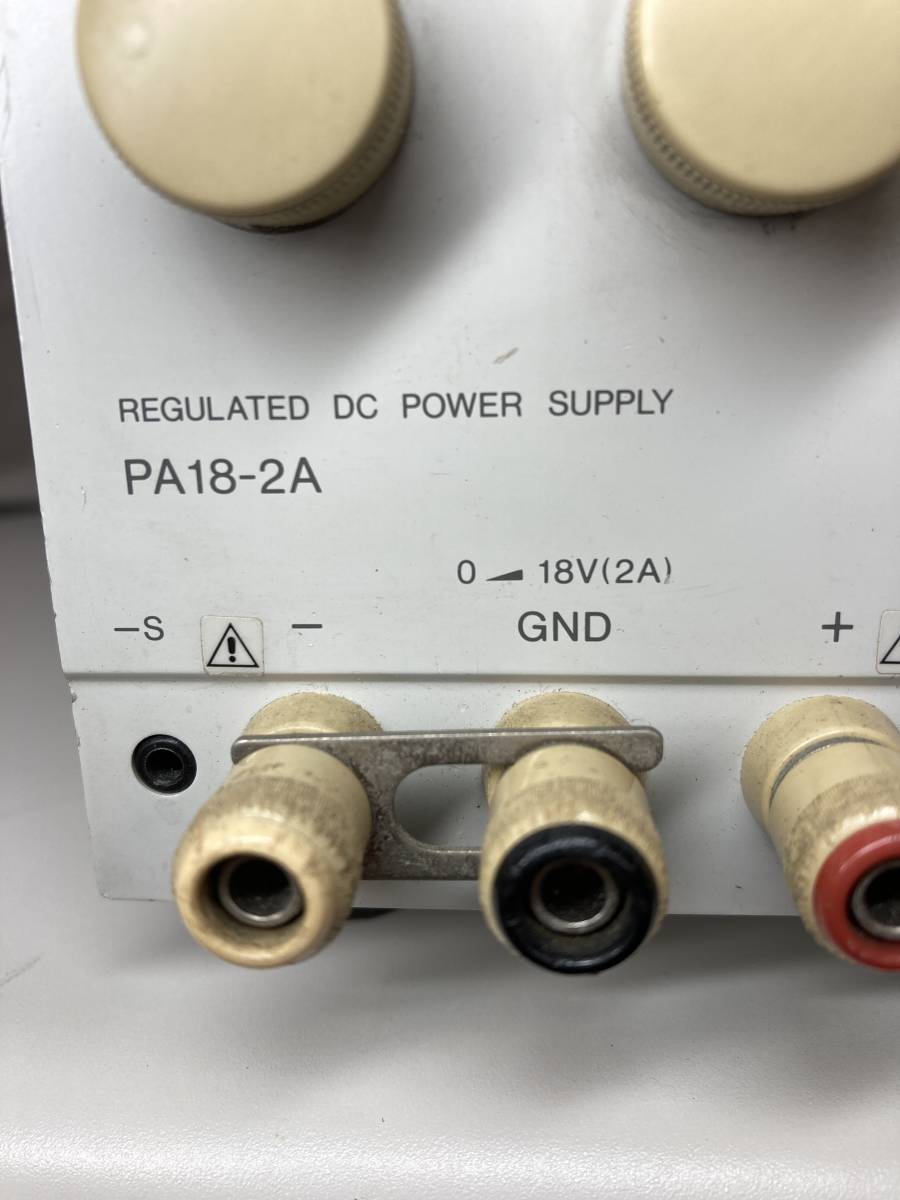 REGULATED DC POWER SUPPLY
PA18-2A
0 18V(2A)
-S - GND +